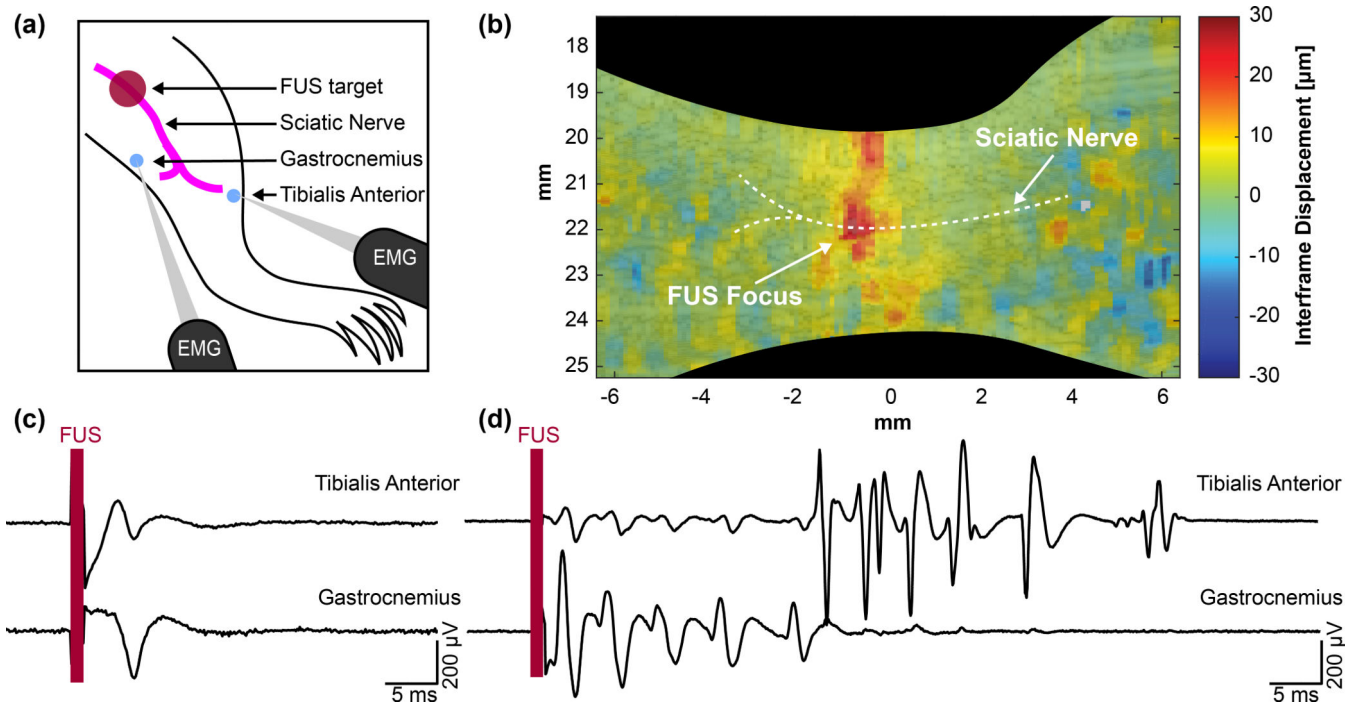 (a)
FUS target
Sciatic Nerve
Gastrocnemius
Tibialis Anterior
EMG
EMG
(b)
18
19
20
21
22
23
24
25
mm
-6
-4
-2
0
2
4
6
mm
Sciatic Nerve
FUS Focus
30
20
10
0
-10
-20
-30
Interframe Displacement [µm]
(c)
FUS
Tibialis Anterior
Gastrocnemius
200 µV
5 ms
(d)
FUS
Tibialis Anterior
Gastrocnemius
200 µV
5 ms